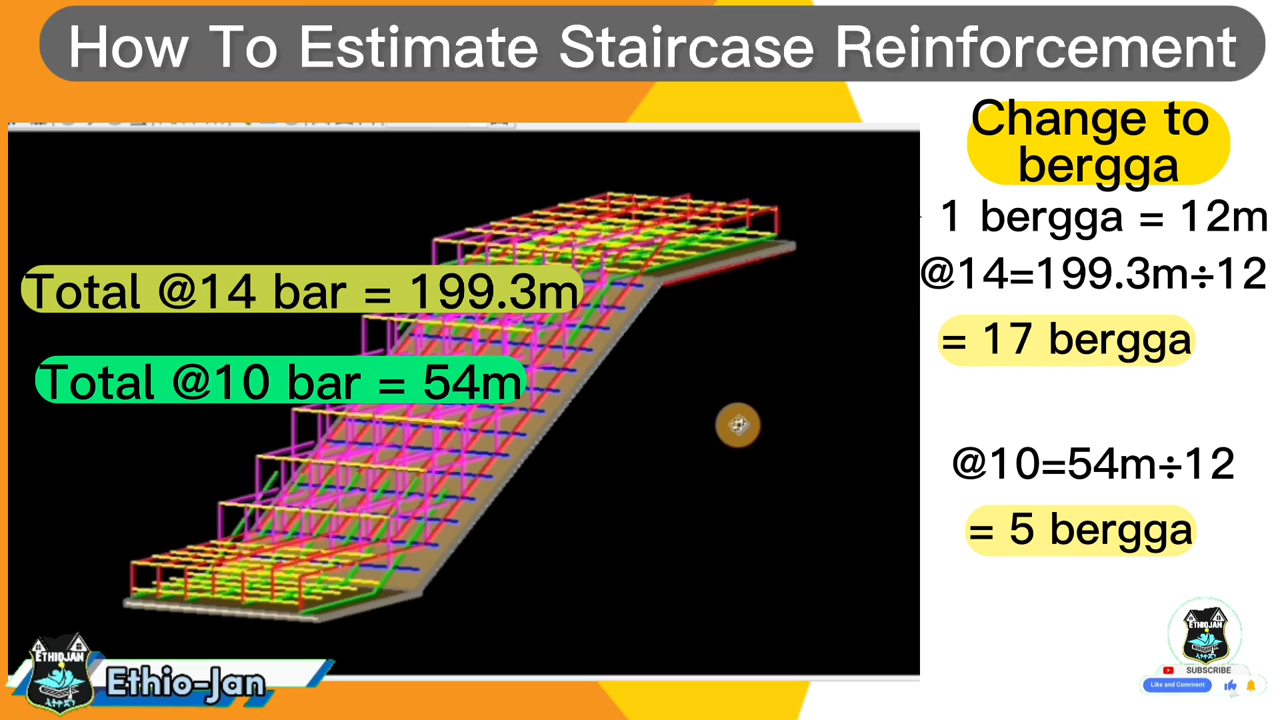 How To Estimate Staircase Reinforcement
Change to
bergga
1 bergga = 12m
@14=199.3m÷12
= 17 bergga
Total @14 bar = 199.3m
Total @10 bar = 54m
@10=54m÷12
= 5 bergga
ETHIOJAN
Ethio-Jan
ETHIOJAN
SUBSCRIBE
Like and Comment